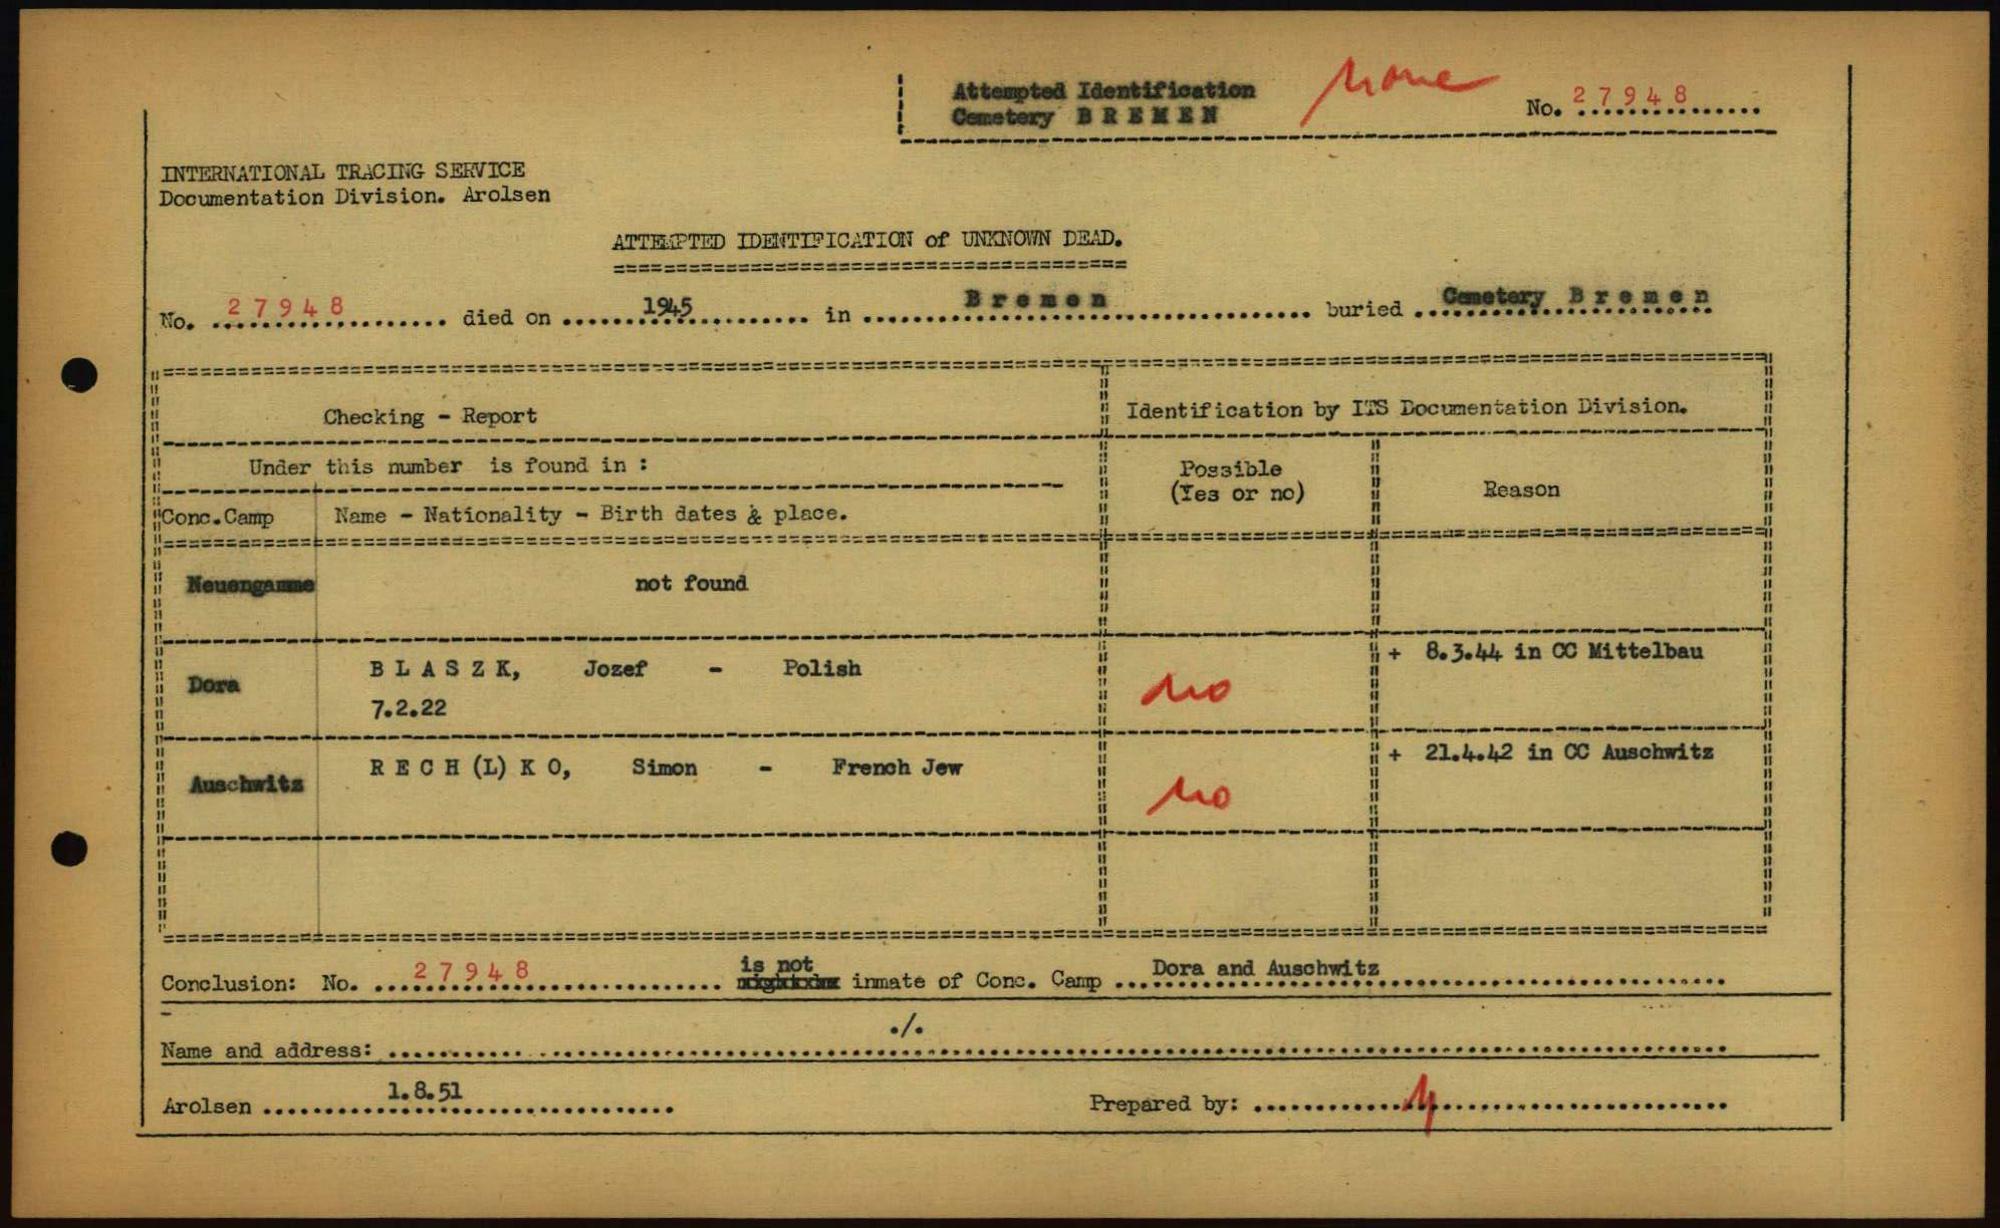 Attempted Identification
Cemetery B R E M E N
none
No. 27948
INTERNATIONAL TRACING SERVICE
Documentation Division. Arolsen
ATTEMPTED IDENTIFICATION of UNKNOWN DEAD.
No. 27948 died on 1945 in B r e m e n buried Cemetery B r e m e n
Checking - Report
Identification by ITS Documentation Division.
Under this number is found in :
Possible
(Yes or no)
Reason
Conc.Camp
Name - Nationality - Birth dates & place.
Neuengamme
not found
Dora
B L A S Z K, Jozef - Polish
7.2.22
no
+ 8.3.44 in CC Mittelbau
Auschwitz
R E C H (L) K O, Simon - French Jew
no
+ 21.4.42 in CC Auschwitz
Conclusion: No. 27948 is not inmate of Conc. Camp Dora and Auschwitz
Name and address: ./.
Arolsen 1.8.51
Prepared by: